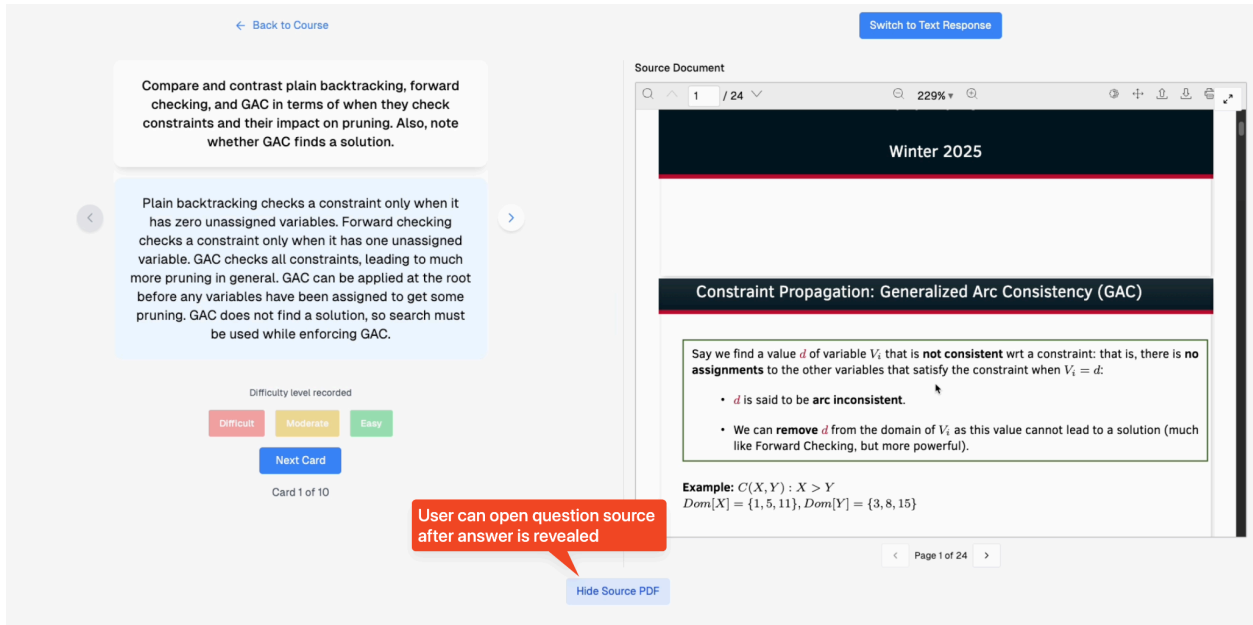 ← Back to Course
Switch to Text Response
Compare and contrast plain backtracking, forward
checking, and GAC in terms of when they check
constraints and their impact on pruning. Also, note
whether GAC finds a solution.
Plain backtracking checks a constraint only when it
has zero unassigned variables. Forward checking
checks a constraint only when it has one unassigned
variable. GAC checks all constraints, leading to much
more pruning in general. GAC can be applied at the root
before any variables have been assigned to get some
pruning. GAC does not find a solution, so search must
be used while enforcing GAC.
Difficulty level recorded
Difficult Moderate Easy
Next Card
Card 1 of 10
Source Document
1 / 24 229%
Winter 2025
Constraint Propagation: Generalized Arc Consistency (GAC)
Say we find a value d of variable Vᵢ that is not consistent wrt a constraint: that is, there is no
assignments to the other variables that satisfy the constraint when Vᵢ = d:
• d is said to be arc inconsistent.
• We can remove d from the domain of Vᵢ as this value cannot lead to a solution (much
like Forward Checking, but more powerful).
Example: C(X, Y) : X > Y
Dom[X] = {1, 5, 11}, Dom[Y] = {3, 8, 15}
Page 1 of 24
User can open question source
after answer is revealed
Hide Source PDF